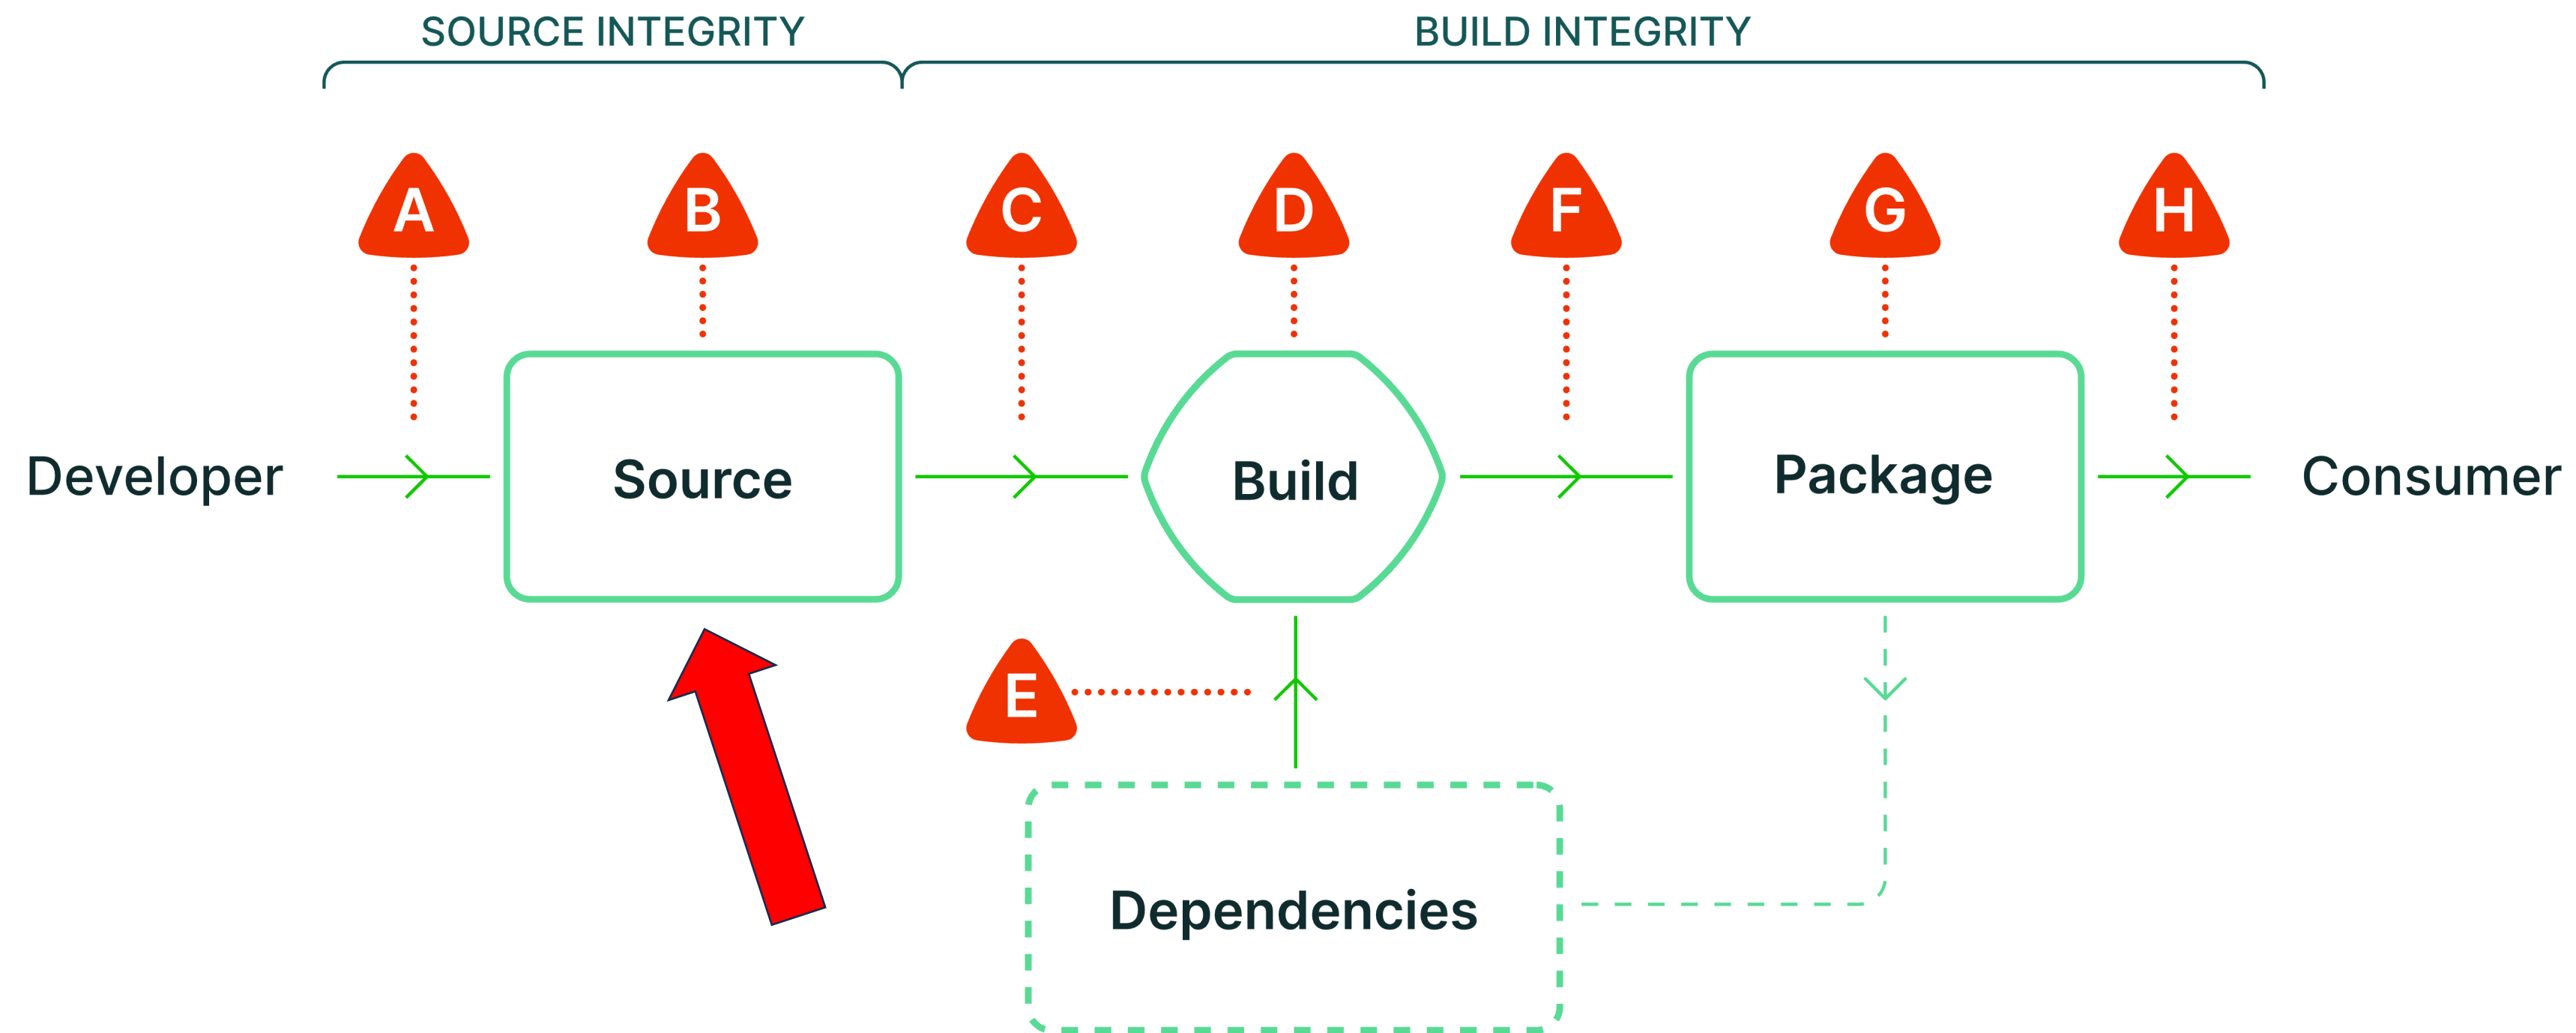 SOURCE INTEGRITY
BUILD INTEGRITY
A
B
C
D
F
G
H
Developer
Source
Build
Package
Consumer
E
Dependencies